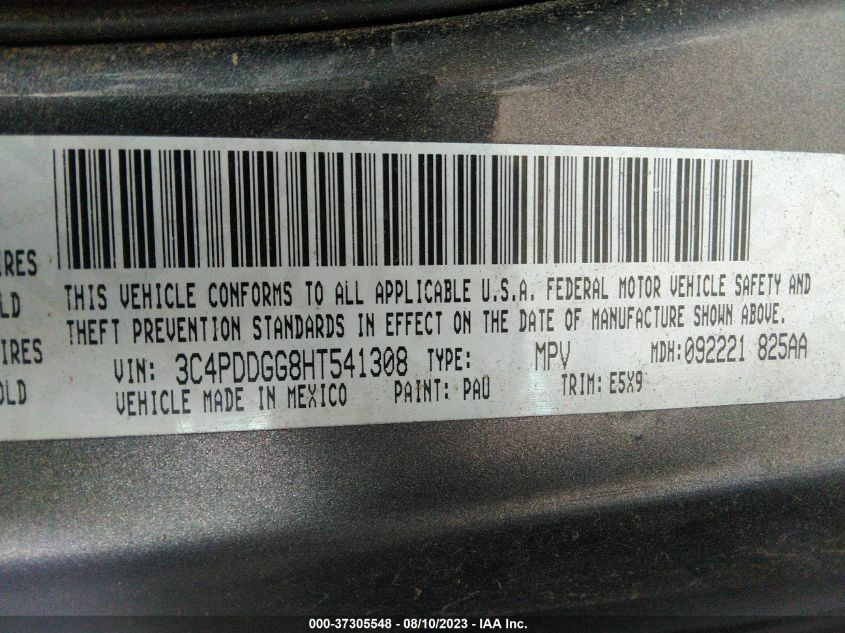 IRES
LD
IRES
OLD
THIS VEHICLE CONFORMS TO ALL APPLICABLE U.S.A. FEDERAL MOTOR VEHICLE SAFETY AND
THEFT PREVENTION STANDARDS IN EFFECT ON THE DATE OF MANUFACTURE SHOWN ABOVE.
VIN: 3C4PDDGG8HT541308 TYPE: MPV MDH:092221 825AA
VEHICLE MADE IN MEXICO PAINT: PAU TRIM: E5X9
000-37305548 - 08/10/2023 - IAA Inc.